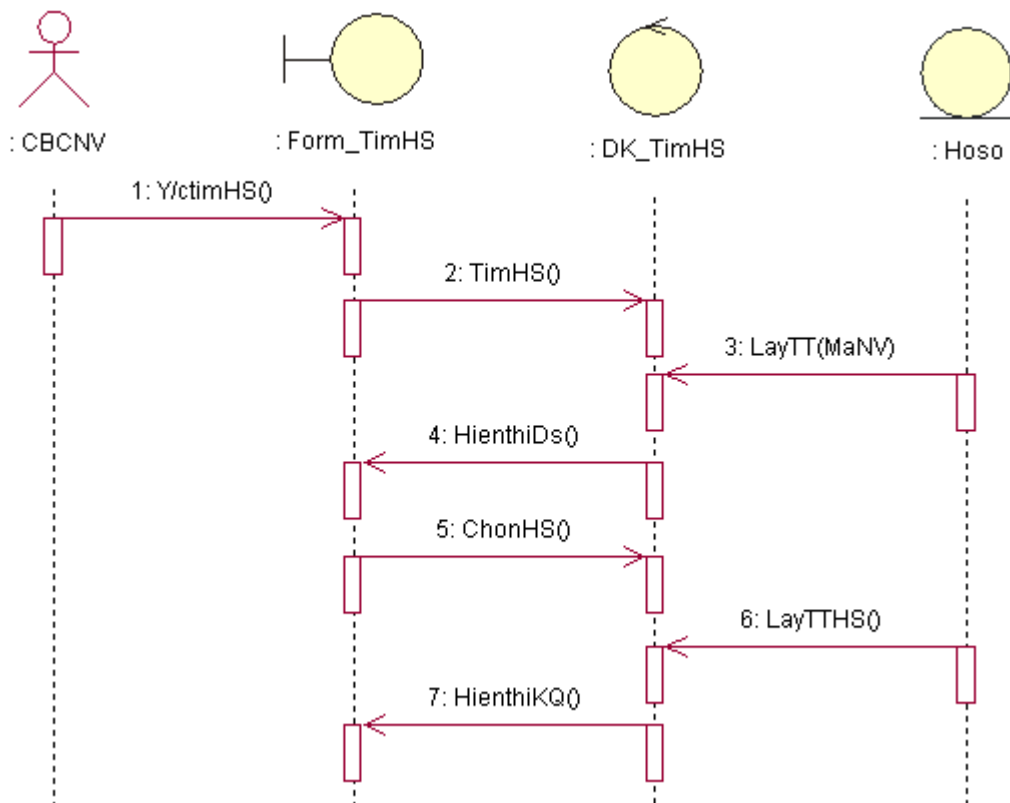 : CBCNV
: Form_TimHS
: DK_TimHS
: Hoso
1: Y/ctimHS()
2: TimHS()
3: LayTT(MaNV)
4: HienthiDs()
5: ChonHS()
6: LayTTHS()
7: HienthiKQ()